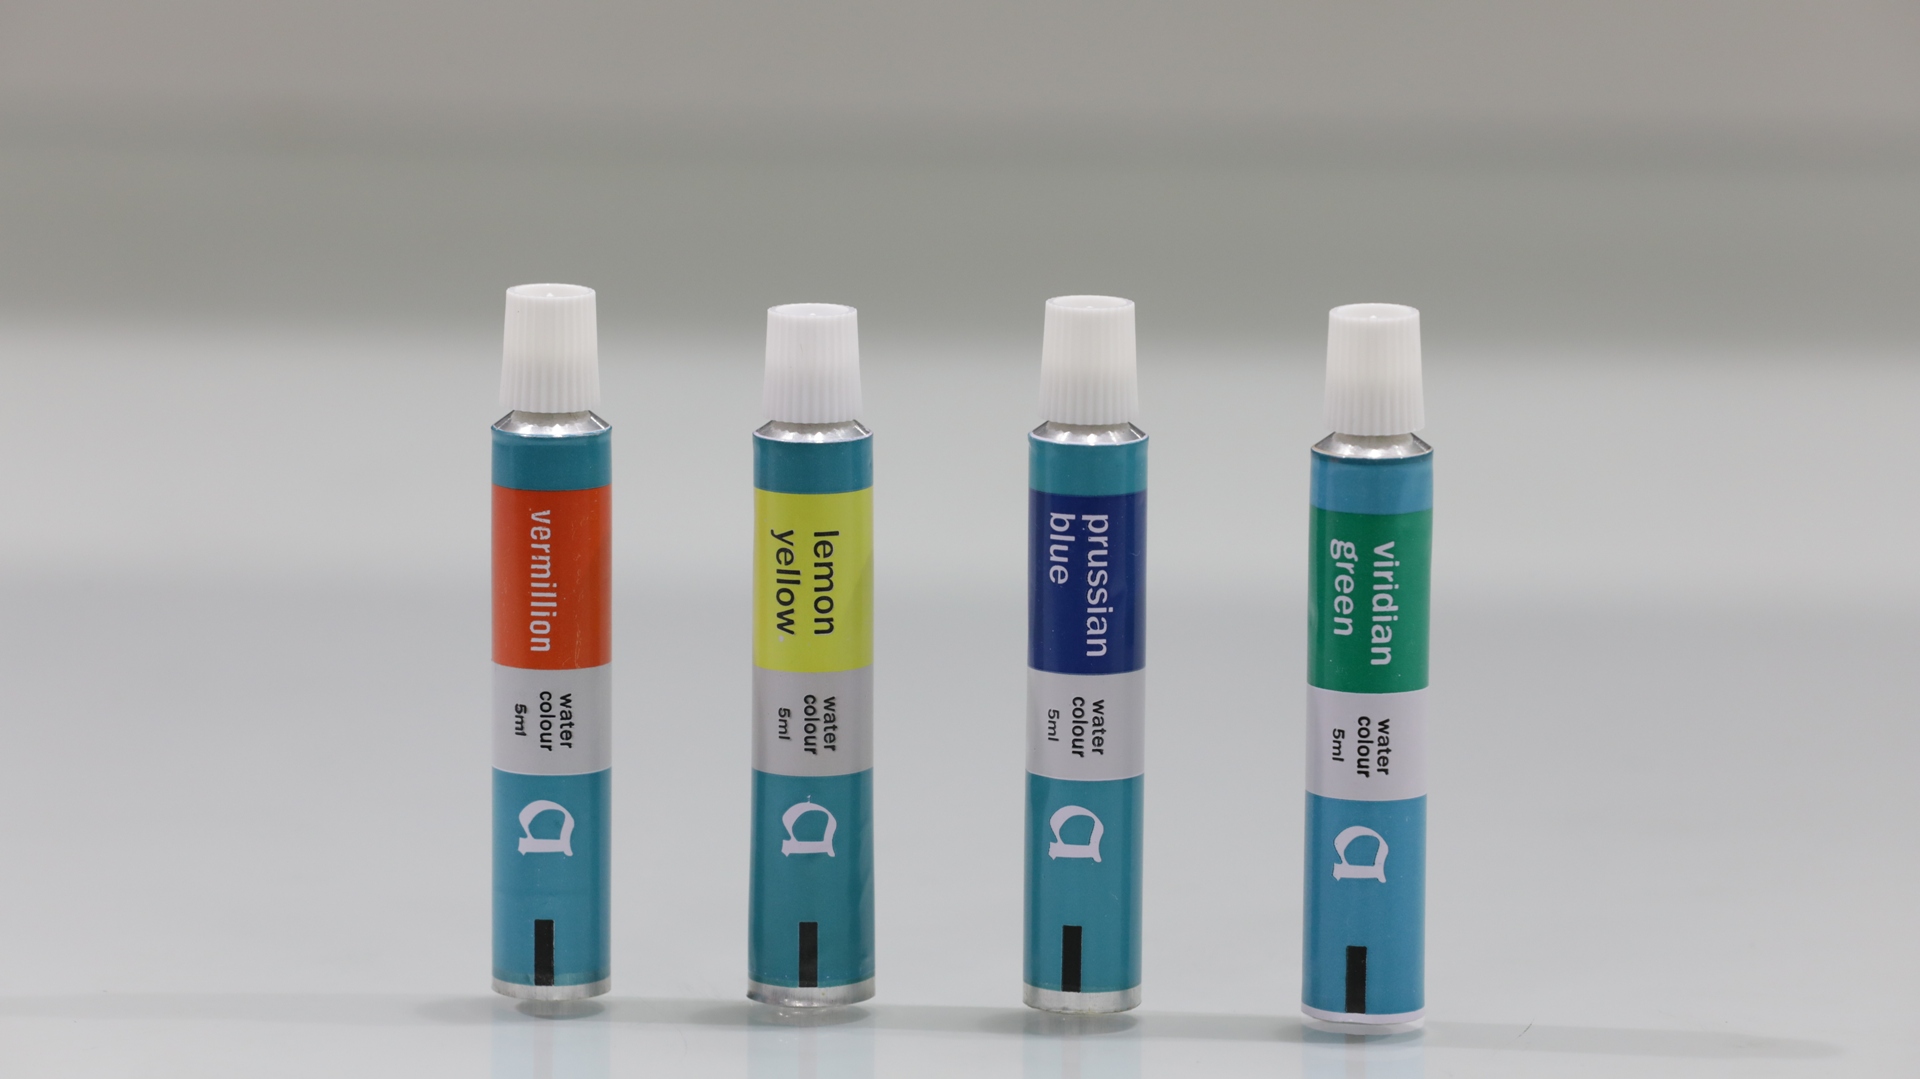 vermillion
water
colour
5ml
a
lemon
yellow
water
colour
5ml
a
prussian
blue
water
colour
5ml
a
viridian
green
water
colour
5ml
a